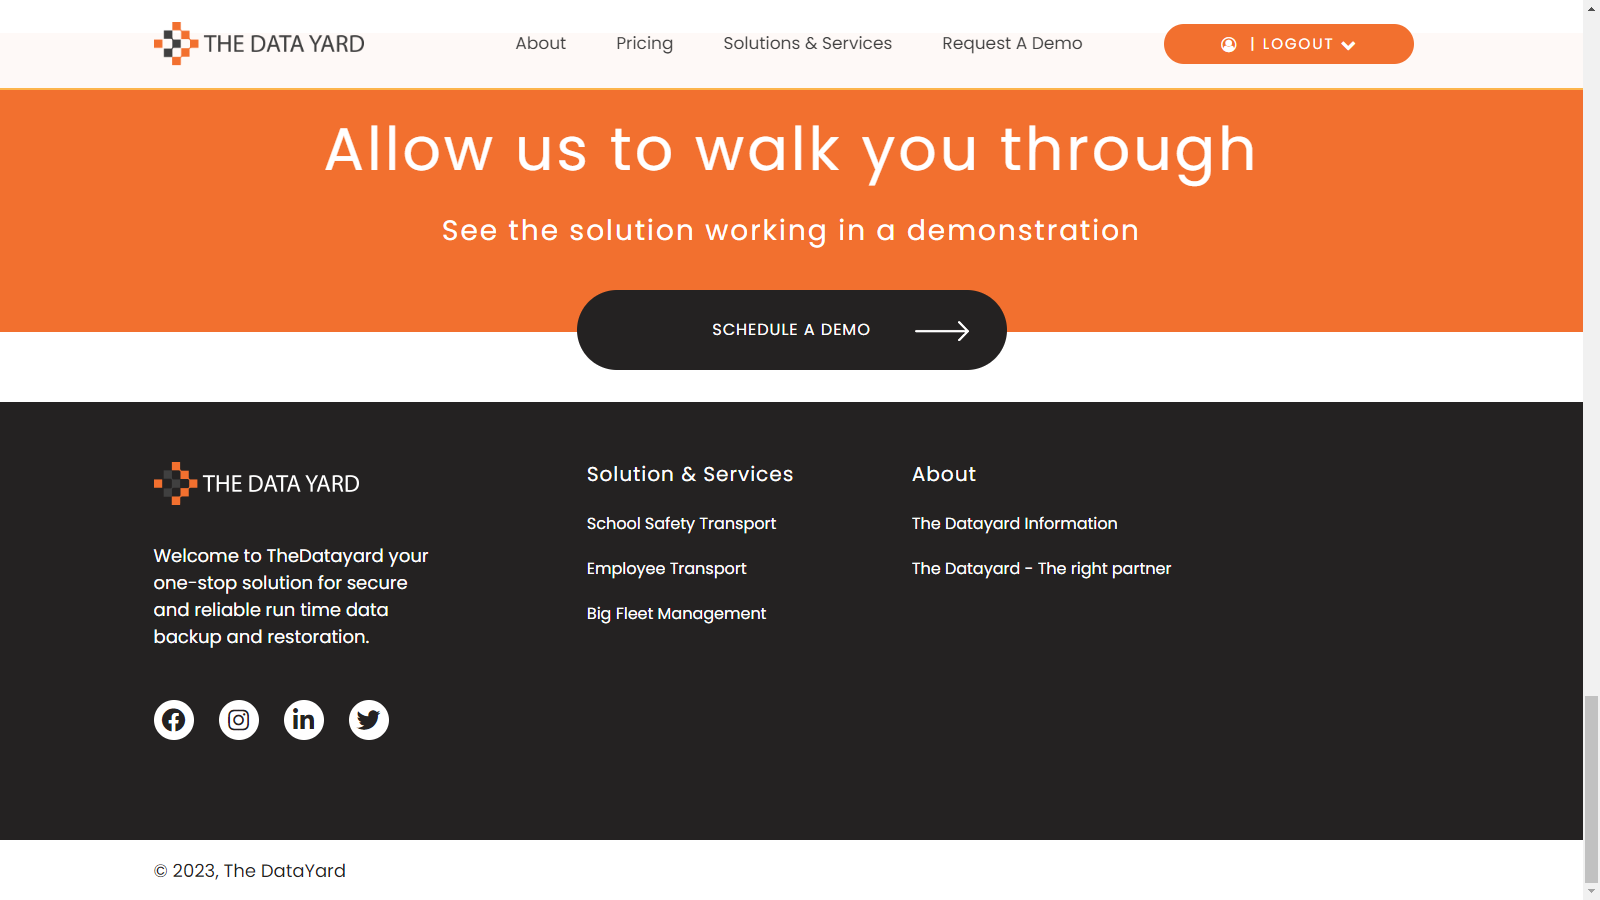 THE DATA YARD
About
Pricing
Solutions & Services
Request A Demo
| LOGOUT
Allow us to walk you through
See the solution working in a demonstration
SCHEDULE A DEMO
THE DATA YARD
Welcome to TheDatayard your
one-stop solution for secure
and reliable run time data
backup and restoration.
Solution & Services
School Safety Transport
Employee Transport
Big Fleet Management
About
The Datayard Information
The Datayard - The right partner
© 2023, The DataYard